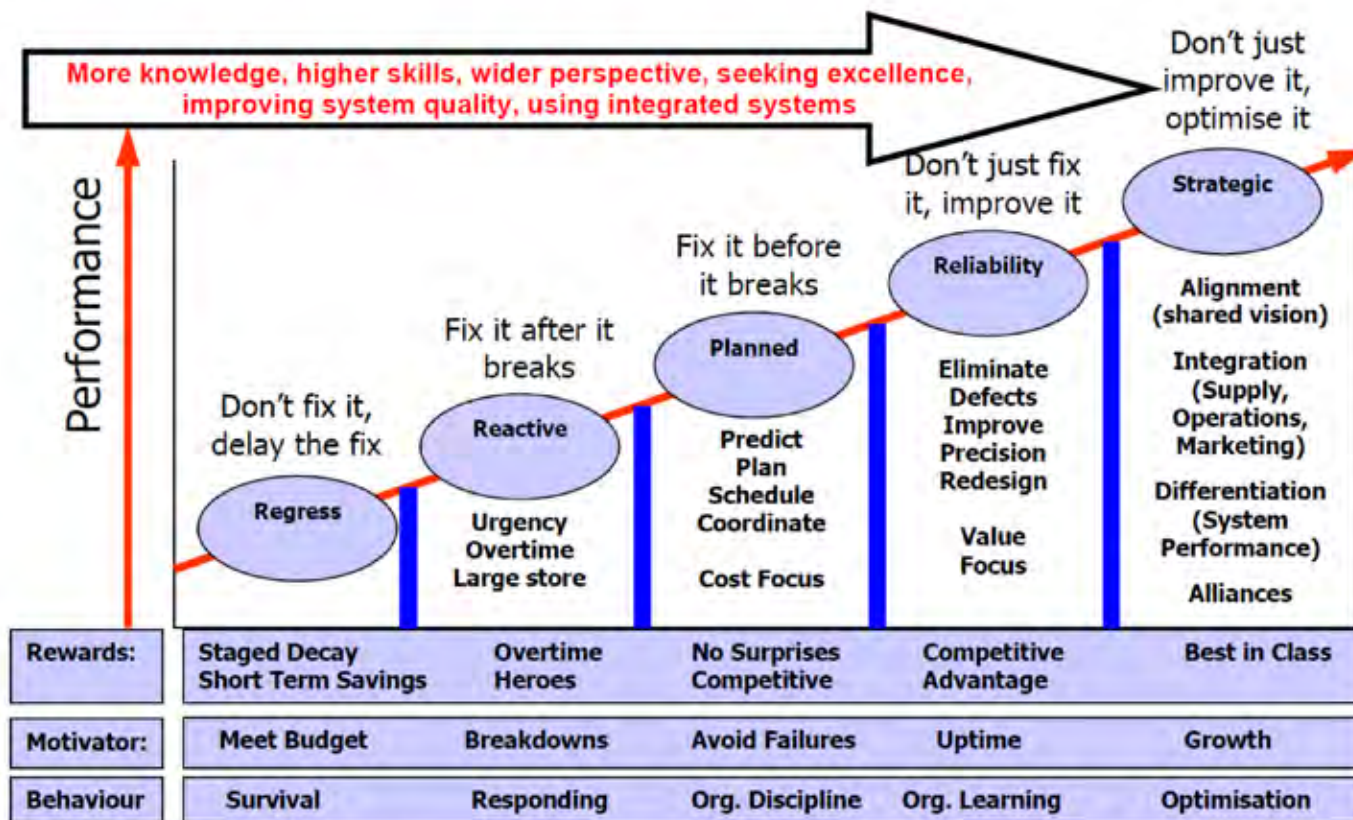 More knowledge, higher skills, wider perspective, seeking excellence,
improving system quality, using integrated systems
Don't just
improve it,
optimise it
Performance
Don't fix it,
delay the fix
Regress
Fix it after it
breaks
Reactive
Urgency
Overtime
Large store
Fix it before
it breaks
Planned
Predict
Plan
Schedule
Coordinate
Cost Focus
Don't just fix
it, improve it
Reliability
Eliminate
Defects
Improve
Precision
Redesign
Value
Focus
Strategic
Alignment
(shared vision)
Integration
(Supply,
Operations,
Marketing)
Differentiation
(System
Performance)
Alliances
Rewards:
Staged Decay
Short Term Savings
Overtime
Heroes
No Surprises
Competitive
Competitive
Advantage
Best in Class
Motivator:
Meet Budget
Breakdowns
Avoid Failures
Uptime
Growth
Behaviour
Survival
Responding
Org. Discipline
Org. Learning
Optimisation